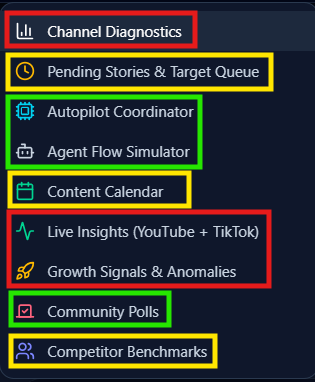 Channel Diagnostics
Pending Stories & Target Queue
Autopilot Coordinator
Agent Flow Simulator
Content Calendar
Live Insights (YouTube + TikTok)
Growth Signals & Anomalies
Community Polls
Competitor Benchmarks